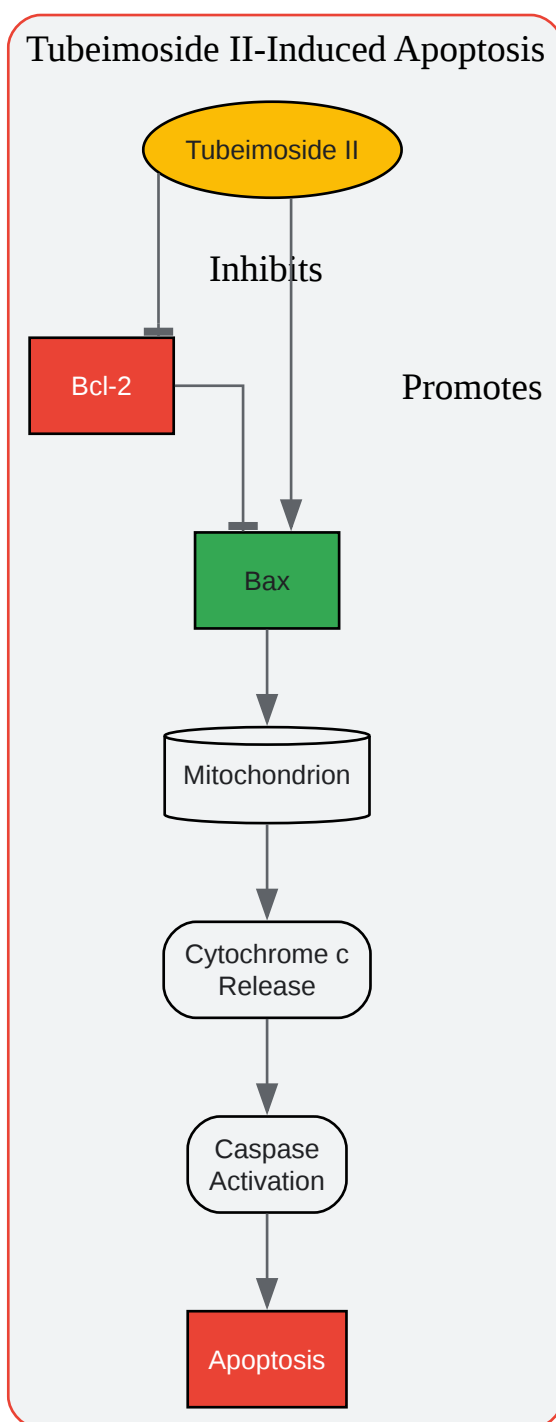 Tubeimoside II-Induced Apoptosis
Tubeimoside II
Inhibits
Bcl-2
Promotes
Bax
Mitochondrion
Cytochrome c
Release
Caspase
Activation
Apoptosis